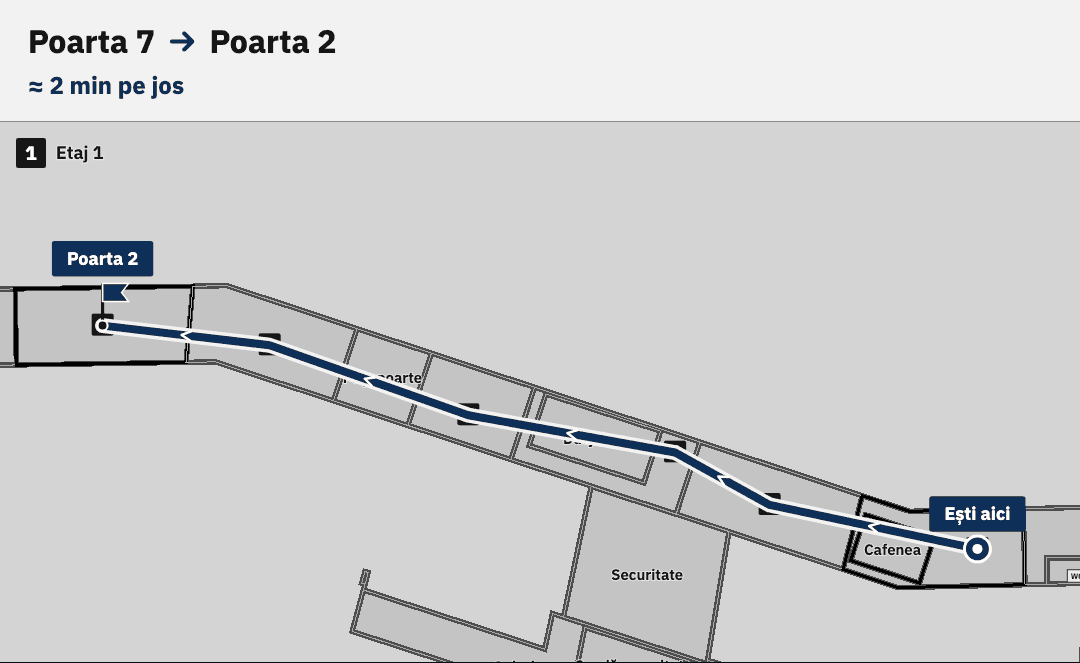 Poarta 7 → Poarta 2
≈ 2 min pe jos
1 Etaj 1
Poarta 2
Ești aici
Cafenea
Securitate